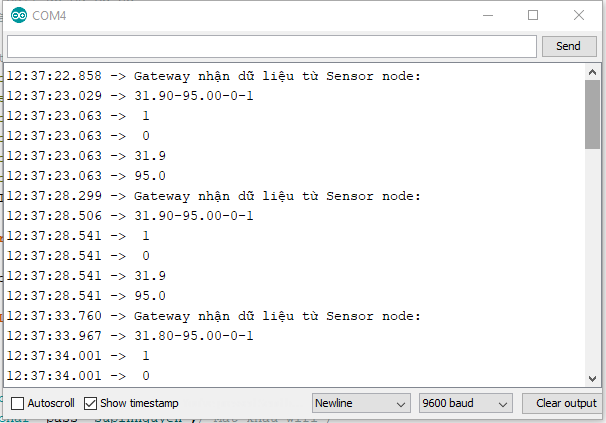 COM4
Send
12:37:22.858 -> Gateway nhận dữ liệu từ Sensor node:
12:37:23.029 -> 31.90-95.00-0-1
12:37:23.063 ->  1
12:37:23.063 ->  0
12:37:23.063 -> 31.9
12:37:23.063 -> 95.0
12:37:28.299 -> Gateway nhận dữ liệu từ Sensor node:
12:37:28.506 -> 31.90-95.00-0-1
12:37:28.541 ->  1
12:37:28.541 ->  0
12:37:28.541 -> 31.9
12:37:28.541 -> 95.0
12:37:33.760 -> Gateway nhận dữ liệu từ Sensor node:
12:37:33.967 -> 31.80-95.00-0-1
12:37:34.001 ->  1
12:37:34.001 ->  0
Autoscroll Show timestamp Newline 9600 baud Clear output